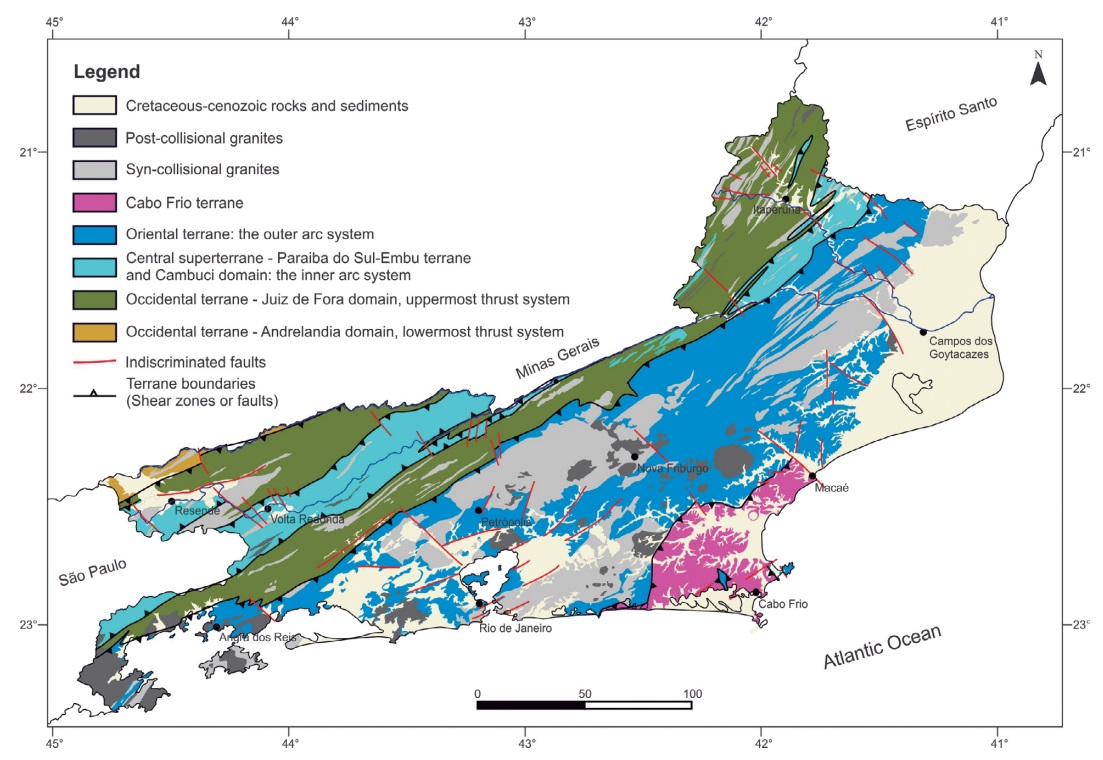 45°
44°
43°
42°
41°
Legend
Cretaceous-cenozoic rocks and sediments
Post-collisional granites
Syn-collisional granites
Cabo Frio terrane
Oriental terrane: the outer arc system
Central superterrane - Paraiba do Sul-Embu terrane
and Cambuci domain: the inner arc system
Occidental terrane - Juiz de Fora domain, uppermost thrust system
Occidental terrane - Andrelandia domain, lowermost thrust system
Indiscriminated faults
Terrane boundaries
(Shear zones or faults)
N
Espírito Santo
21°
21°
Itaperuna
Campos dos
Goytacazes
Minas Gerais
22°
22°
Nova Friburgo
Macaé
Resende
Volta Redonda
Petrópolis
São Paulo
Cabo Frio
23°
23°
Rio de Janeiro
Angra dos Reis
Atlantic Ocean
0
50
100
45°
44°
43°
42°
41°